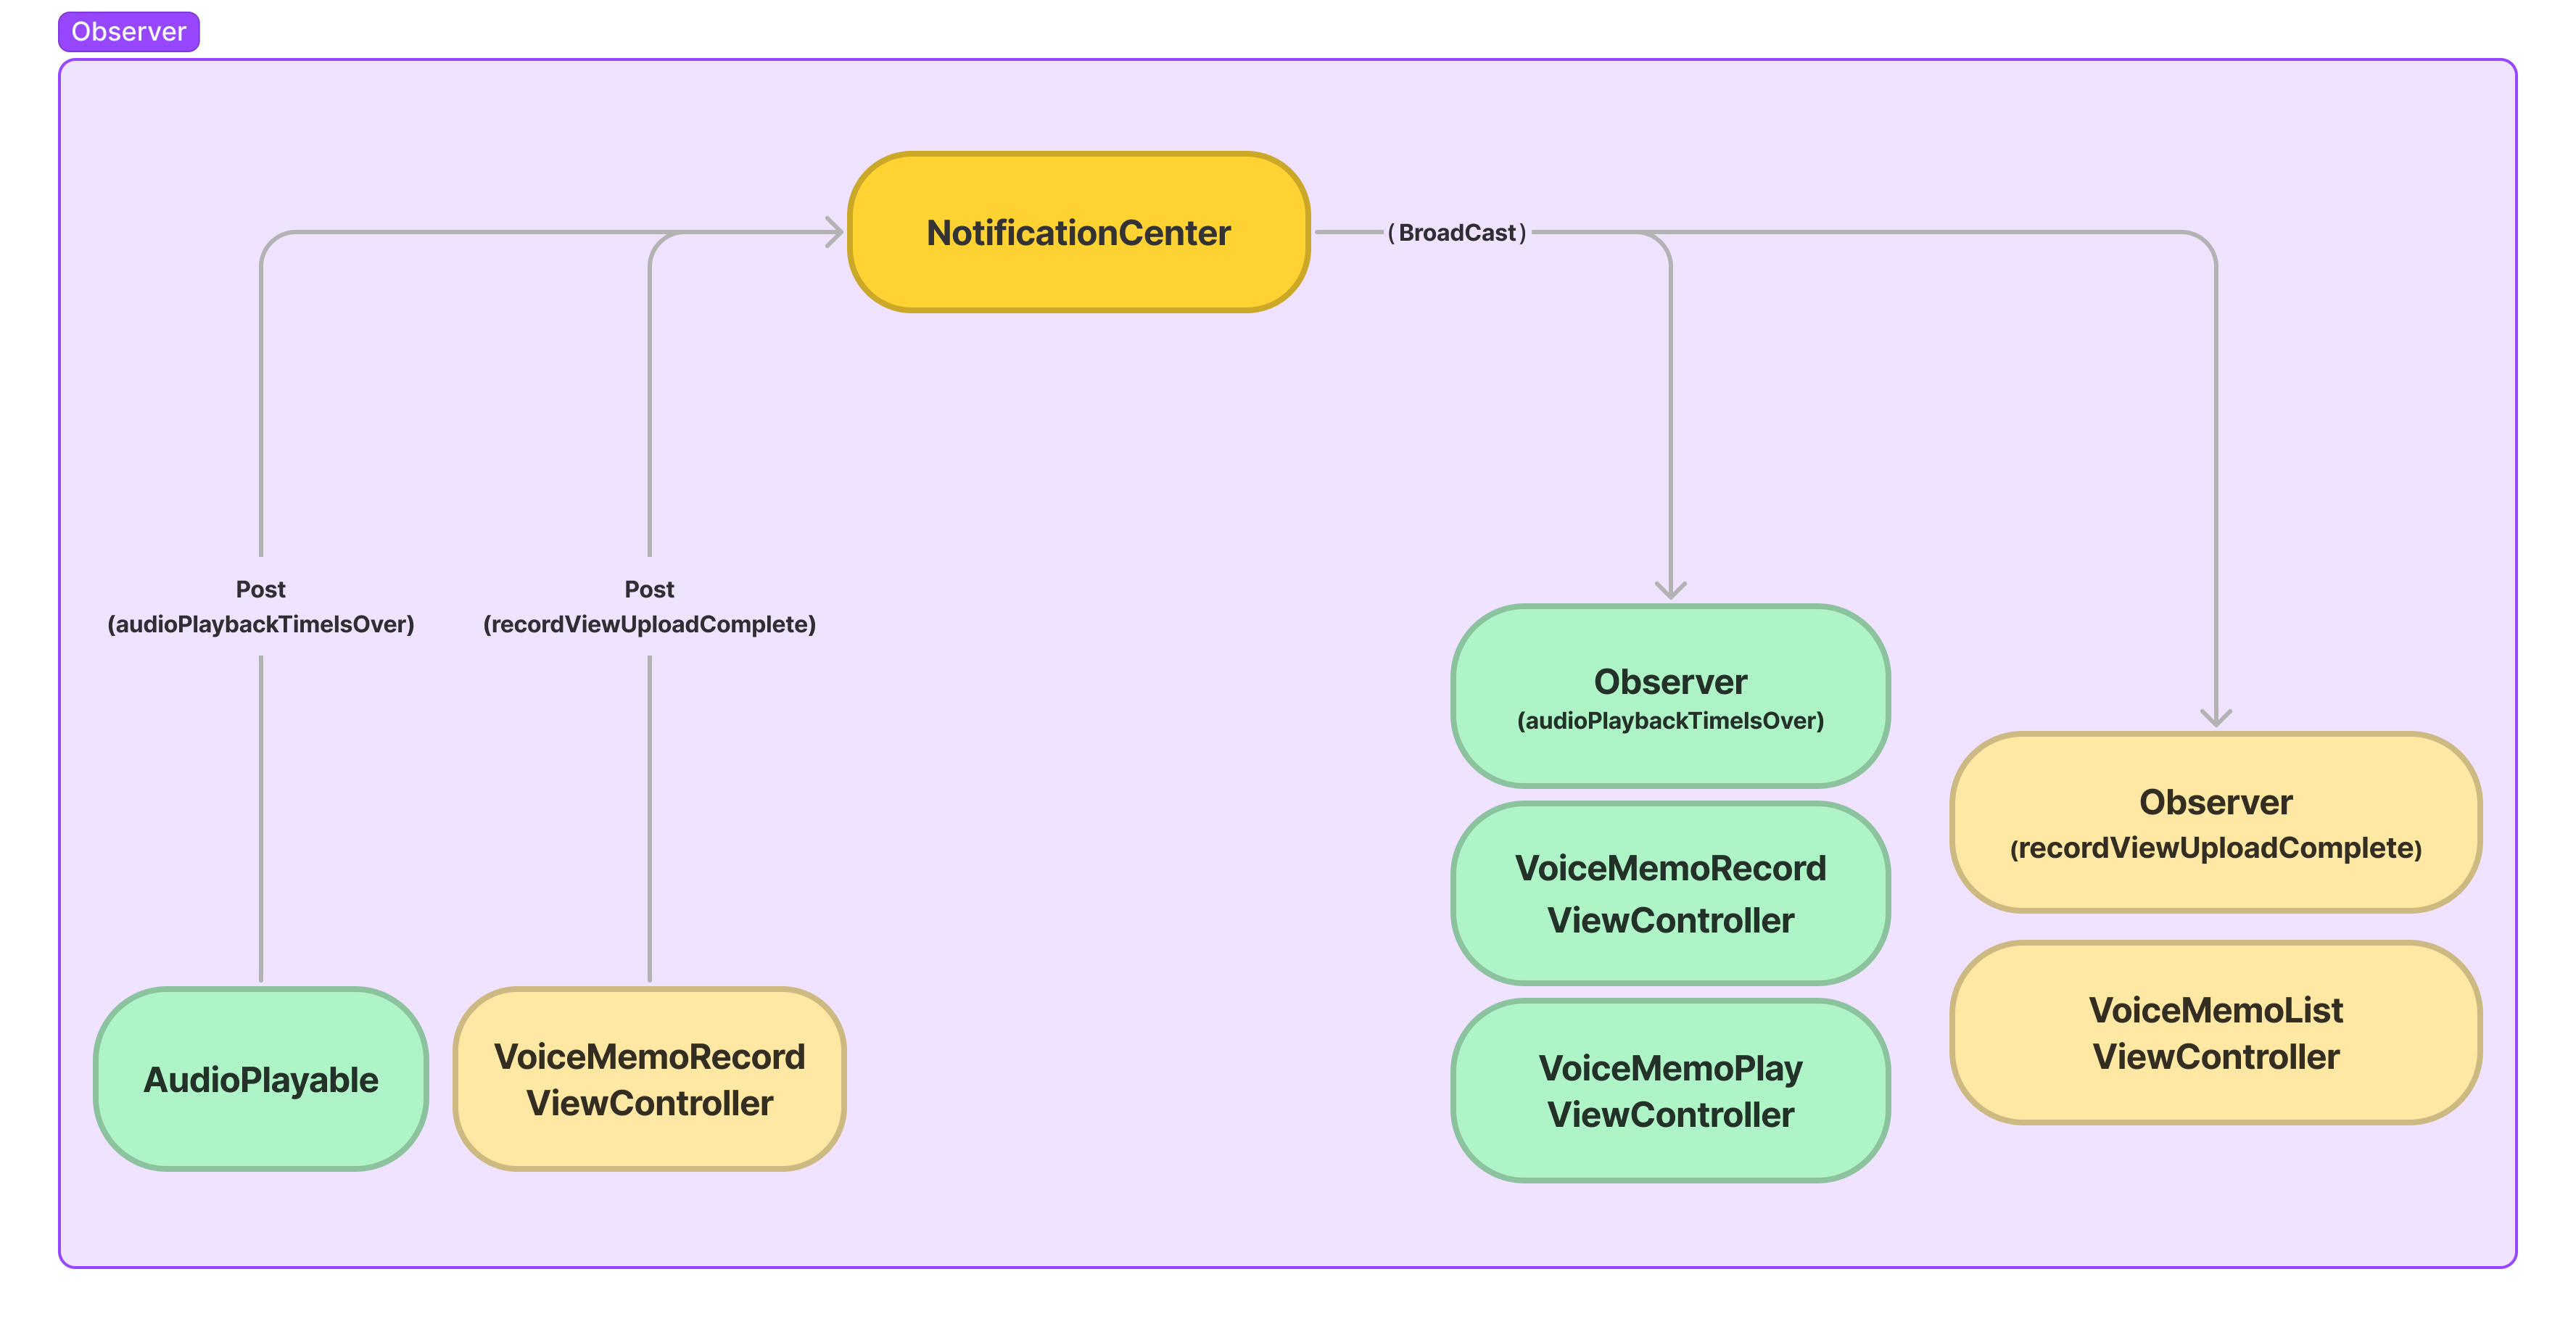 Observer
NotificationCenter
(BroadCast)
Post
(audioPlaybackTimeIsOver)
Post
(recordViewUploadComplete)
AudioPlayable
VoiceMemoRecord
ViewController
Observer
(audioPlaybackTimeIsOver)
VoiceMemoRecord
ViewController
VoiceMemoPlay
ViewController
Observer
(recordViewUploadComplete)
VoiceMemoList
ViewController